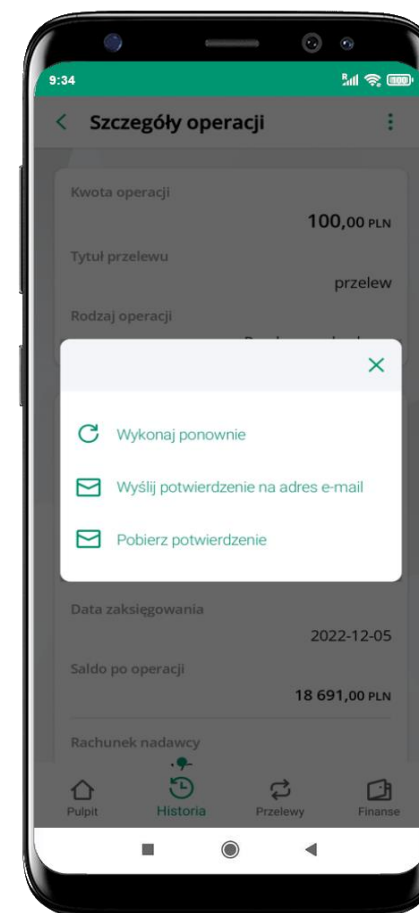 9:34
Szczegóły operacji
Kwota operacji
100,00 PLN
Tytuł przelewu
przelew
Rodzaj operacji
Wykonaj ponownie
Wyślij potwierdzenie na adres e-mail
Pobierz potwierdzenie
Data zaksięgowania
2022-12-05
Saldo po operacji
18 691,00 PLN
Rachunek nadawcy
Pulpit
Historia
Przelewy
Finanse